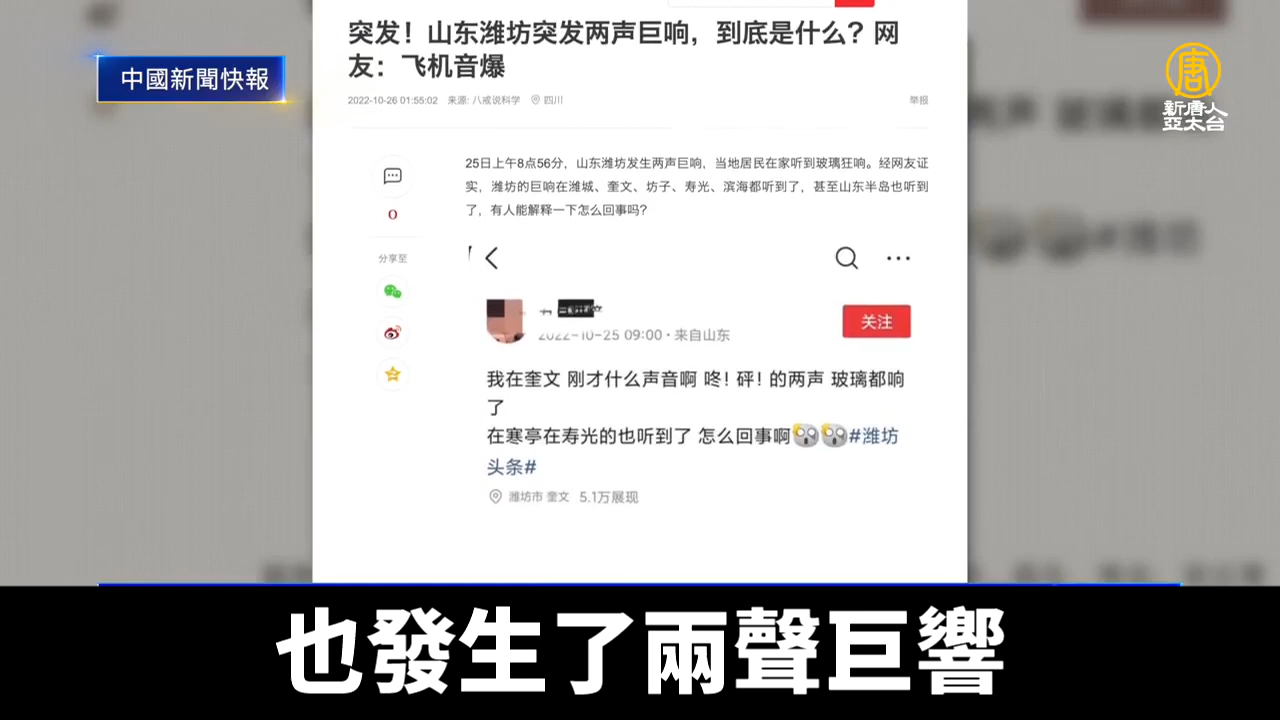 突发！山东潍坊突发两声巨响，到底是什么？网
友：飞机音爆
中國新聞快報
唐
新唐人
亞太台
2022-10-26 01:55:02 来源: 八戒说科学 四川
举报
25日上午8点56分，山东潍坊发生两声巨响，当地居民在家听到玻璃狂响。经网友证
实，潍坊的巨响在潍城、奎文、坊子、寿光、滨海都听到了，甚至山东半岛也听到
了，有人能解释一下怎么回事吗？
0
分享至
2022-10-25 09:00·来自山东
关注
我在奎文 刚才什么声音啊 咚！砰！的两声 玻璃都响
了
在寒亭在寿光的也听到了 怎么回事啊#潍坊
头条#
潍坊市 奎文 5.1万展现
也發生了兩聲巨響